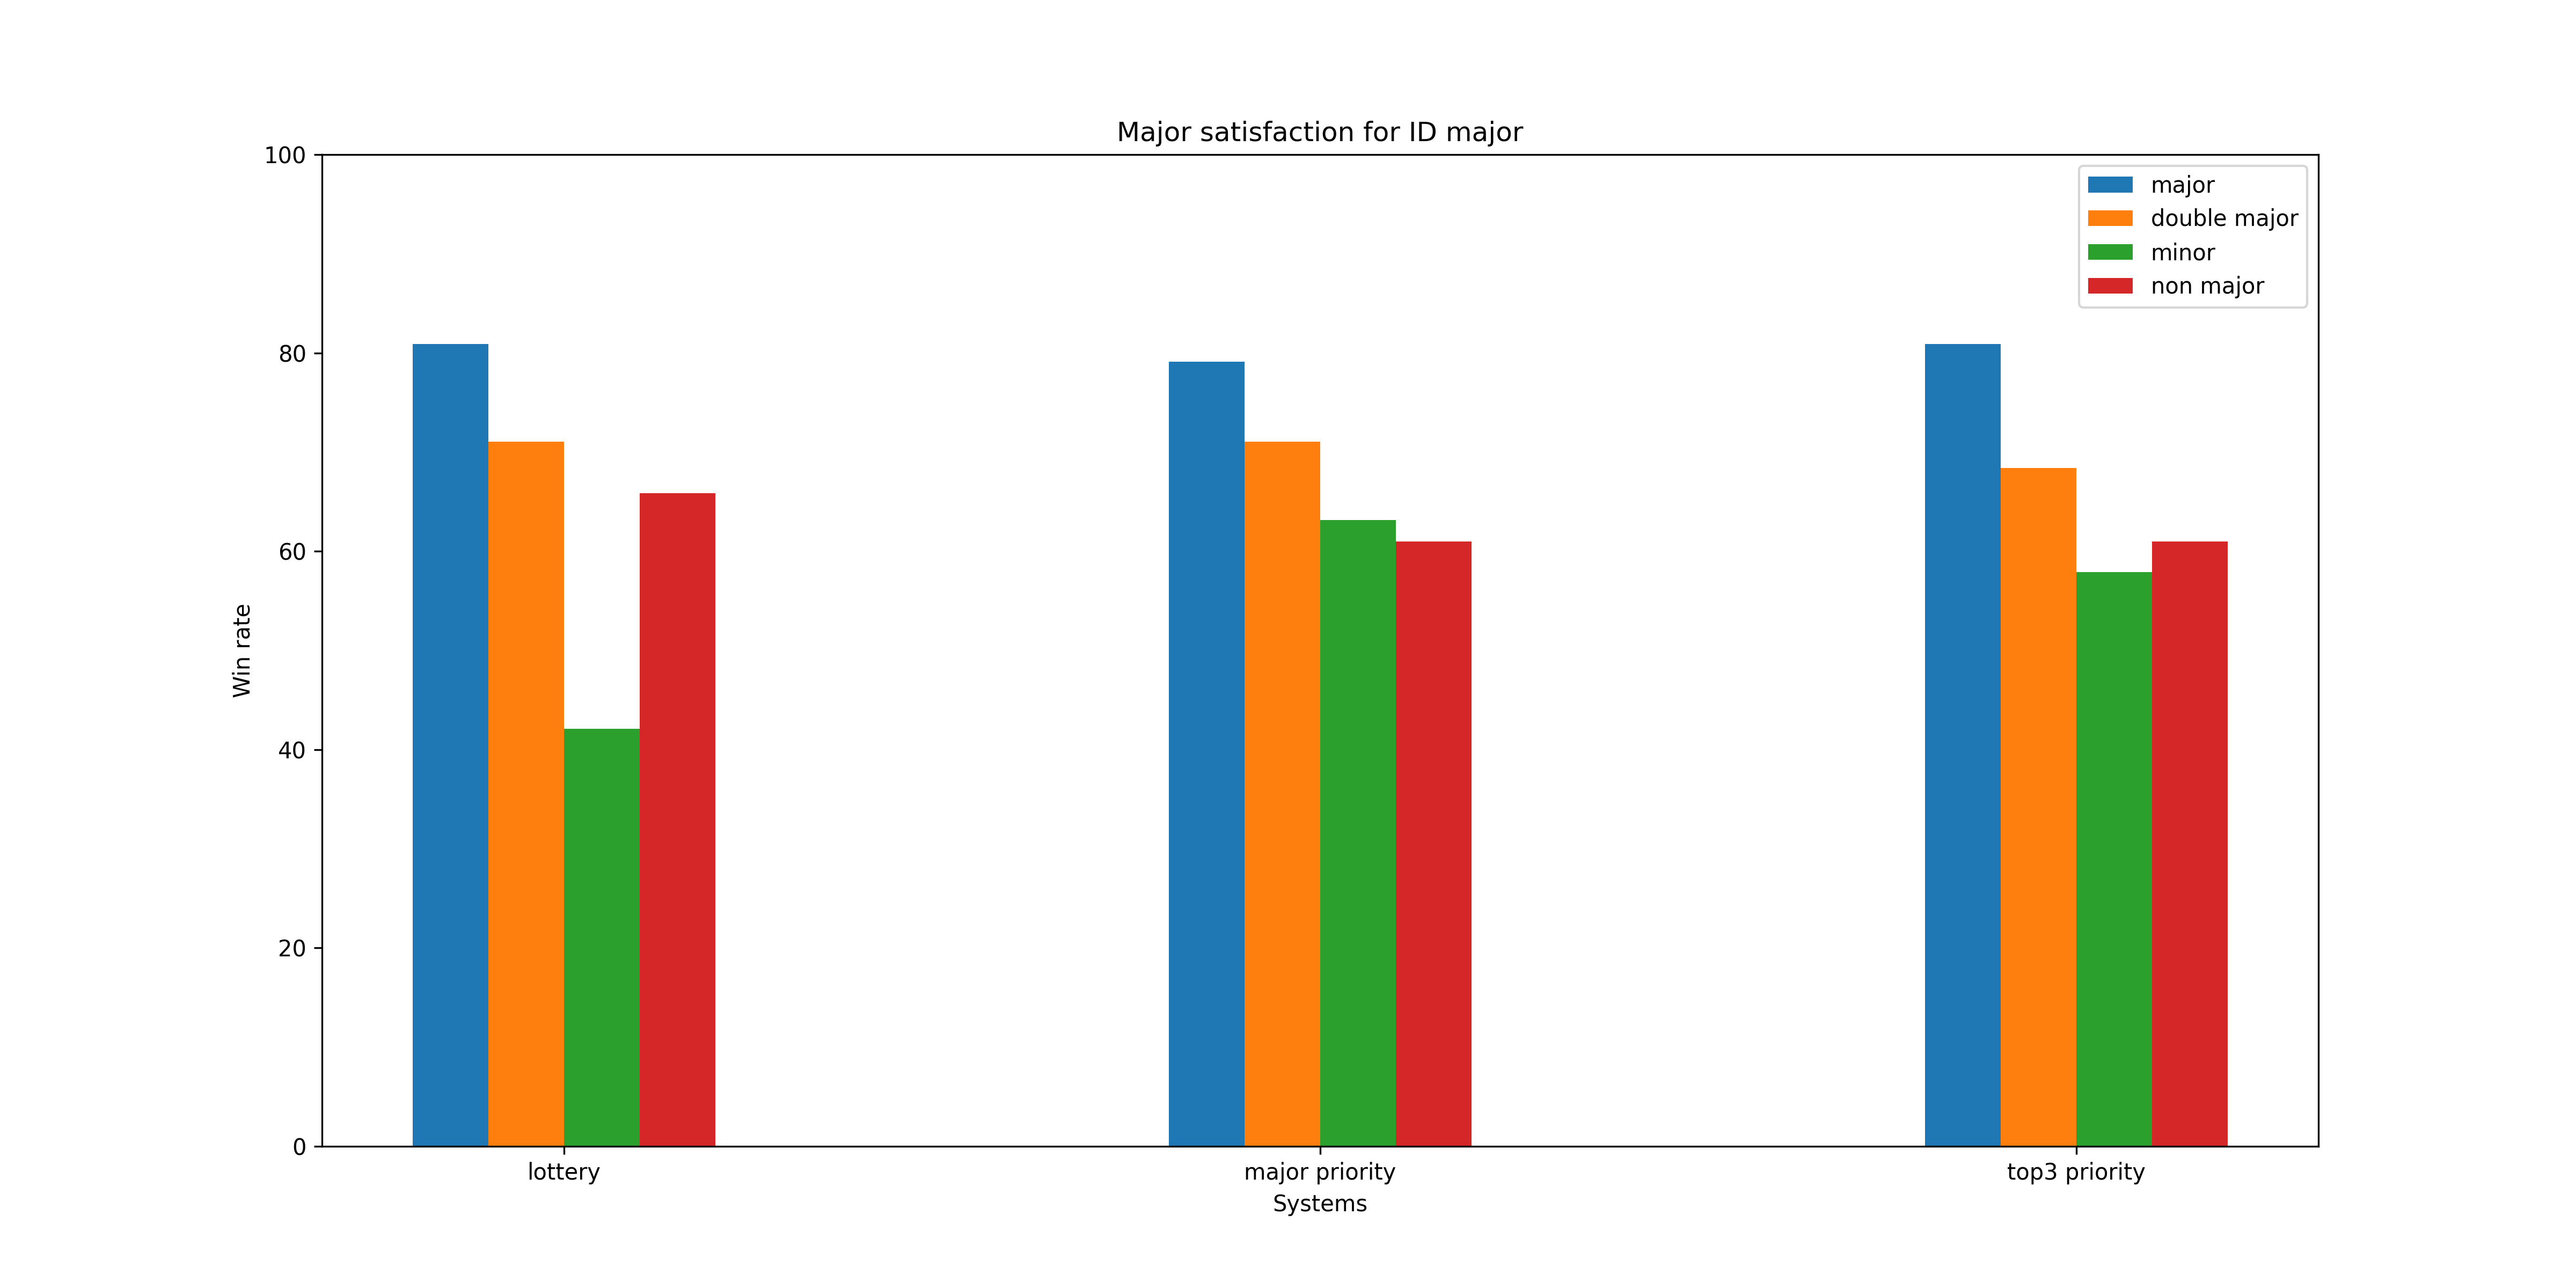 Major satisfaction for ID major
100
80
60
40
20
0
Win rate
major
double major
minor
non major
lottery
major priority
top3 priority
Systems